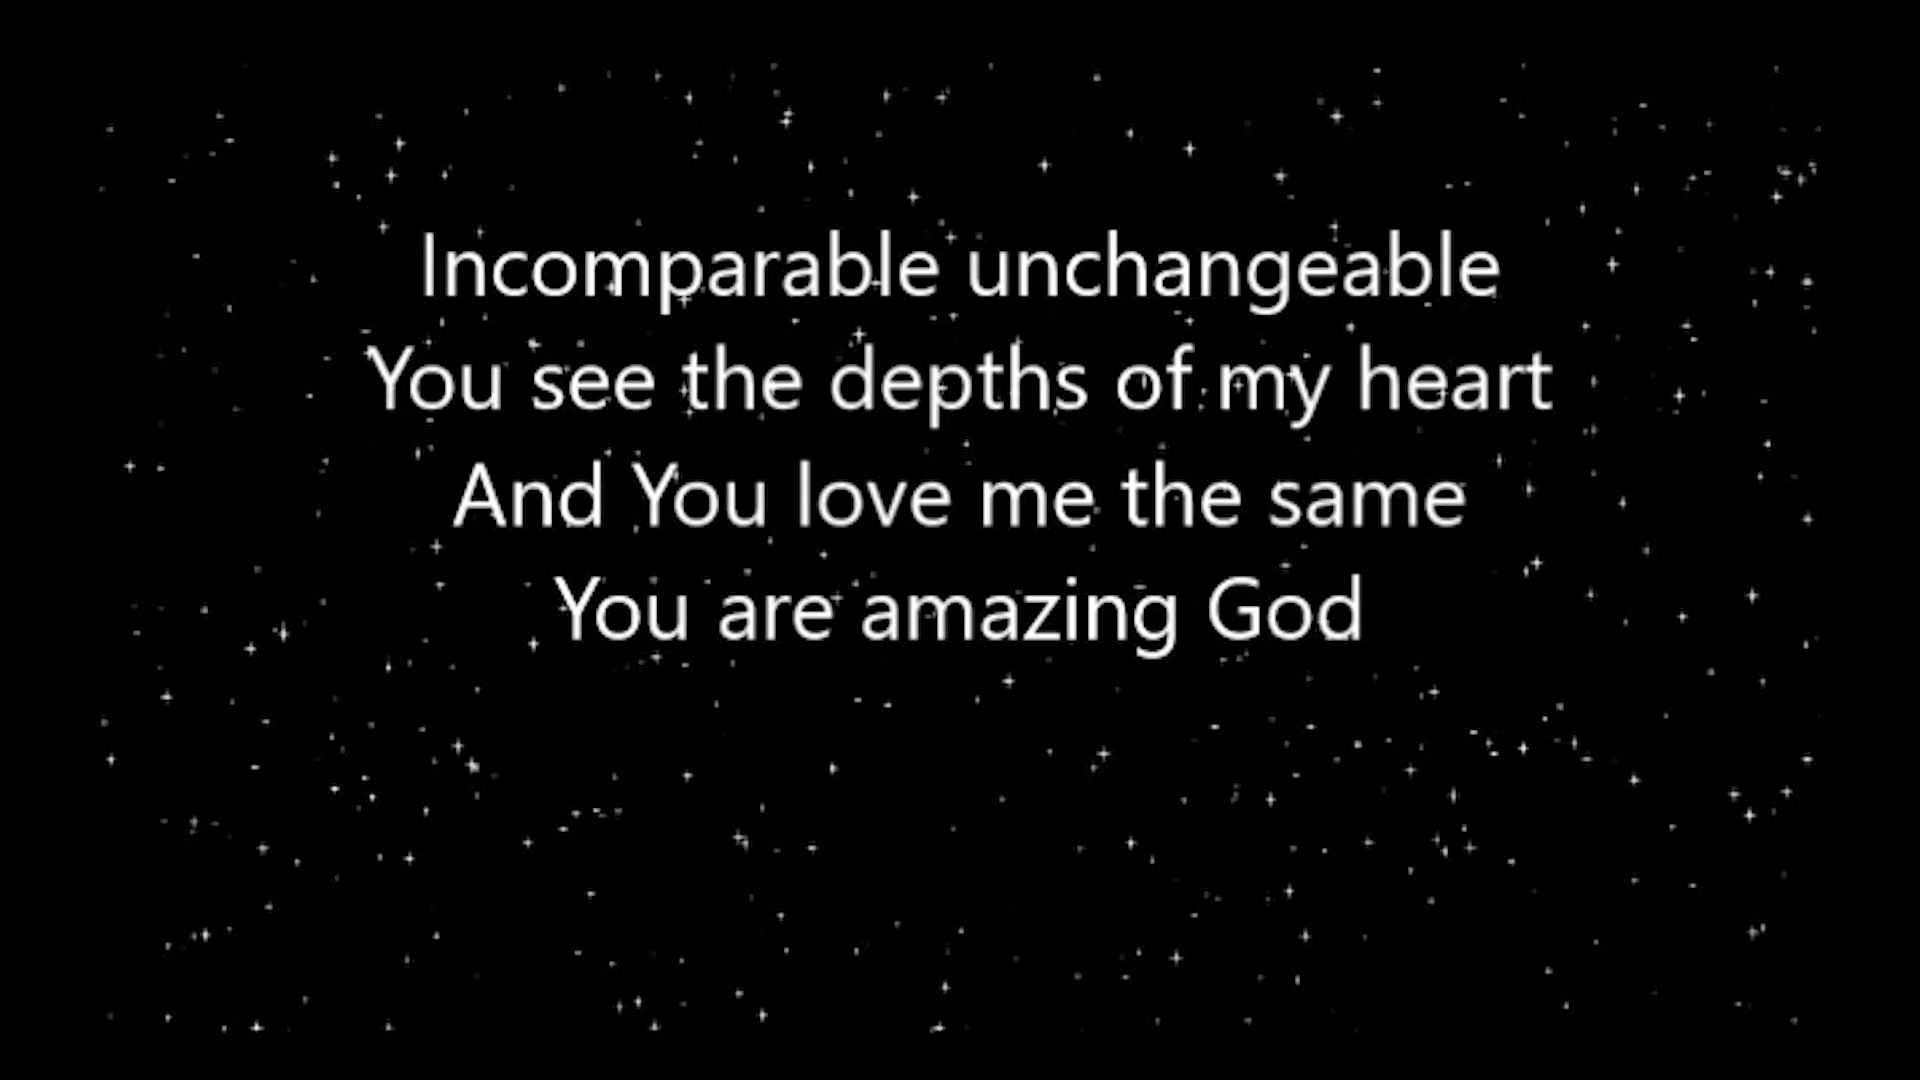 Incomparable unchangeable
You see the depths of my heart
And You love me the same
You are amazing God